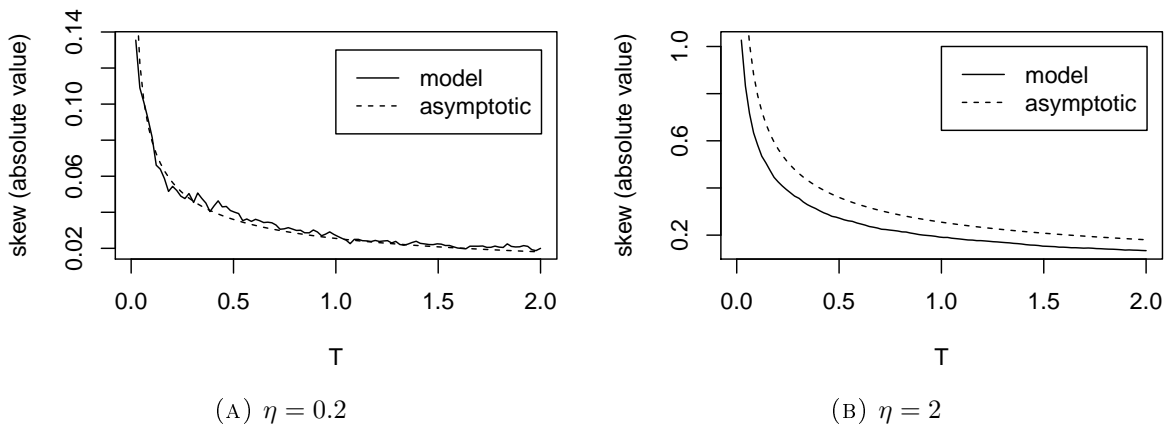 skew (absolute value)
0.02 0.06 0.10 0.14
model
asymptotic
0.0 0.5 1.0 1.5 2.0
T
(A) η = 0.2
skew (absolute value)
0.2 0.6 1.0
model
asymptotic
0.0 0.5 1.0 1.5 2.0
T
(B) η = 2